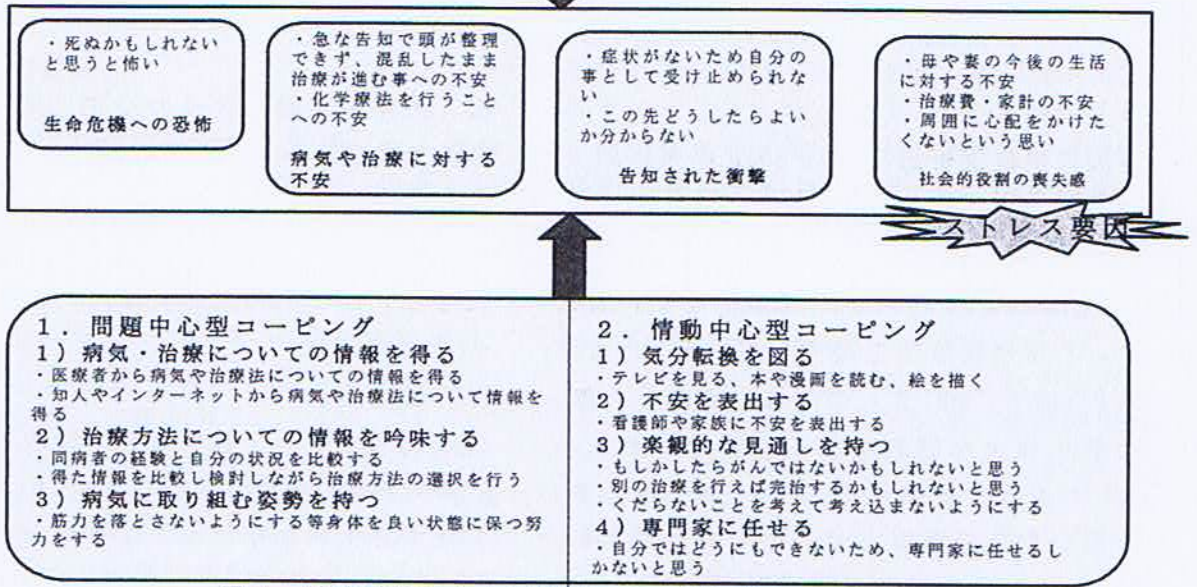 ・死ぬかもしれない
と思うと怖い
生命危機への恐怖
・急な告知で頭が整理
できず、混乱したまま
治療が進む事への不安
・化学療法を行うこと
への不安
病気や治療に対する
不安
・症状がないため自分の
事として受け止められな
い
・この先どうしたらよい
か分からない
告知された衝撃
・母や妻の今後の生活
に対する不安
・治療費・家計の不安
・周囲に心配をかけた
くないという思い
社会的役割の喪失感
ストレス要因
1．問題中心型コーピング
1）病気・治療についての情報を得る
・医療者から病気や治療法についての情報を得る
・知人やインターネットから病気や治療法について情報を
得る
2）治療方法についての情報を吟味する
・同病者の経験と自分の状況を比較する
・得た情報を比較し検討しながら治療方法の選択を行う
3）病気に取り組む姿勢を持つ
・筋力を落とさないようにする等身体を良い状態に保つ努
力をする
2．情動中心型コーピング
1）気分転換を図る
・テレビを見る、本や漫画を読む、絵を描く
2）不安を表出する
・看護師や家族に不安を表出する
3）楽観的な見通しを持つ
・もしかしたらがんではないかもしれないと思う
・別の治療を行えば完治するかもしれないと思う
・くだらないことを考えて考え込まないようにする
4）専門家に任せる
・自分ではどうにもできないため、専門家に任せるし
かないと思う